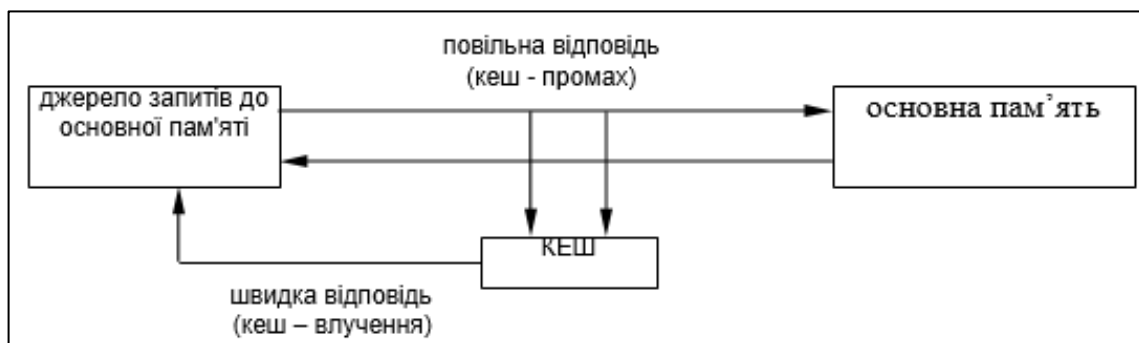 повільна відповідь
(кеш - промах)
джерело запитів до
основної пам'яті
основна пам’ять
КЕШ
швидка відповідь
(кеш – влучення)